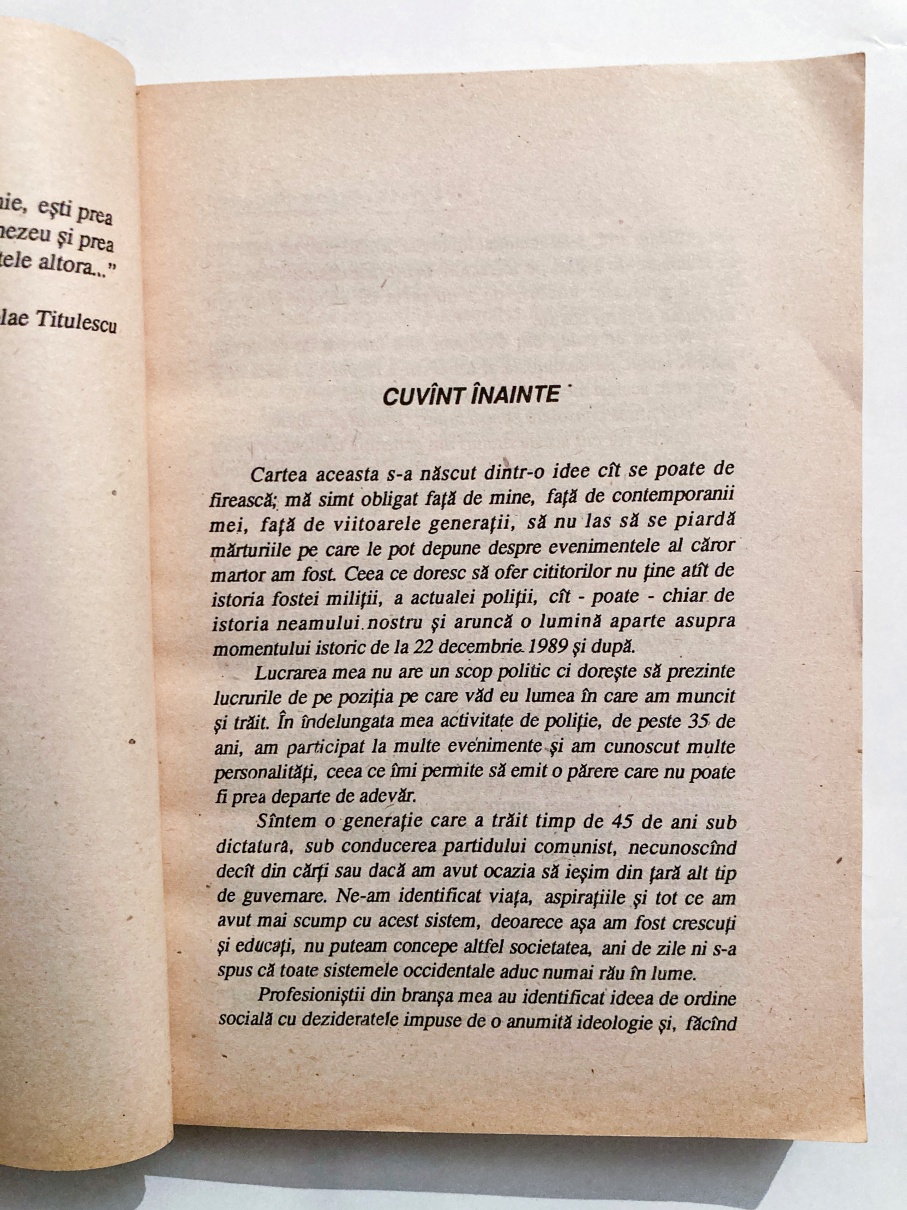 ești prea
și prea
altora..."
Titulescu
CUVÎNT ÎNAINTE
Cartea aceasta s-a născut dintr-o idee cît se poate de
firească; mă simt obligat față de mine, față de contemporanii
mei, față de viitoarele generații, să nu las să se piardă
mărturiile pe care le pot depune despre evenimentele al căror
martor am fost. Ceea ce doresc să ofer cititorilor nu ține atît de
istoria fostei miliții, a actualei poliții, cît - poate - chiar de
istoria neamului nostru și aruncă o lumină aparte asupra
momentului istoric de la 22 decembrie 1989 și după.
Lucrarea mea nu are un scop politic ci dorește să prezinte
lucrurile de pe poziția pe care văd eu lumea în care am muncit
și trăit. În îndelungata mea activitate de poliție, de peste 35 de
ani, am participat la multe evenimente și am cunoscut multe
personalități, ceea ce îmi permite să emit o părere care nu poate
fi prea departe de adevăr.
Sîntem o generație care a trăit timp de 45 de ani sub
dictatură, sub conducerea partidului comunist, necunoscînd
decît din cărți sau dacă am avut ocazia să ieșim din țară alt tip
de guvernare. Ne-am identificat viața, aspirațiile și tot ce am
avut mai scump cu acest sistem, deoarece așa am fost crescuți
și educați, nu puteam concepe altfel societatea, ani de zile ni s-a
spus că toate sistemele occidentale aduc numai rău în lume.
Profesioniștii din branșa mea au identificat ideea de ordine
socială cu dezideratele impuse de o anumită ideologie și, făcînd